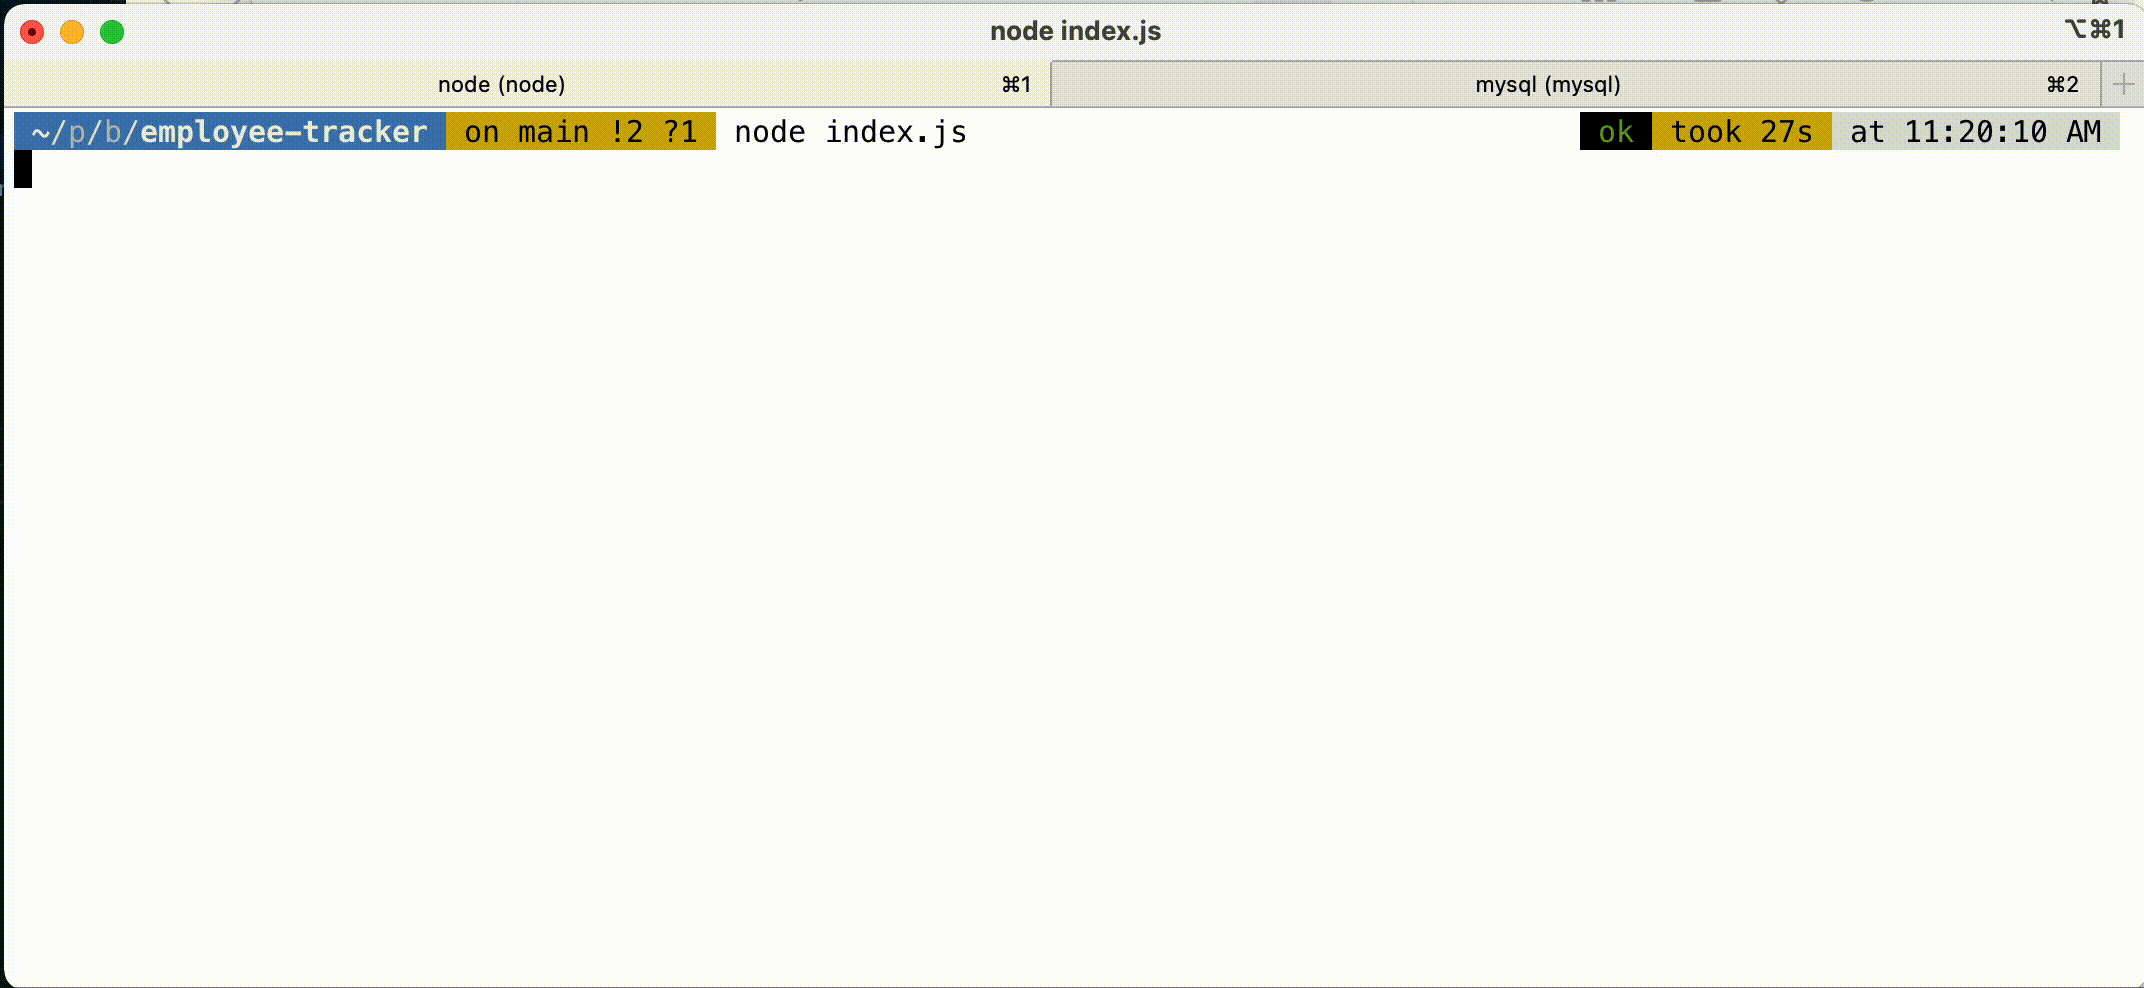 node index.js ⌥⌘1
node (node) ⌘1 mysql (mysql) ⌘2 +
~/p/b/employee-tracker on main !2 ?1 node index.js ok took 27s at 11:20:10 AM